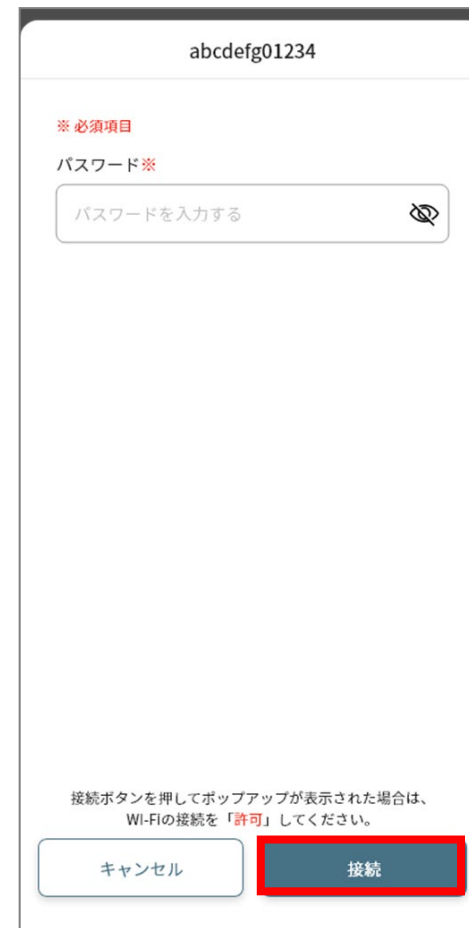 abcdefg01234
※ 必須項目
パスワード※
パスワードを入力する
接続ボタンを押してポップアップが表示された場合は、
Wi-Fiの接続を「許可」してください。
キャンセル
接続